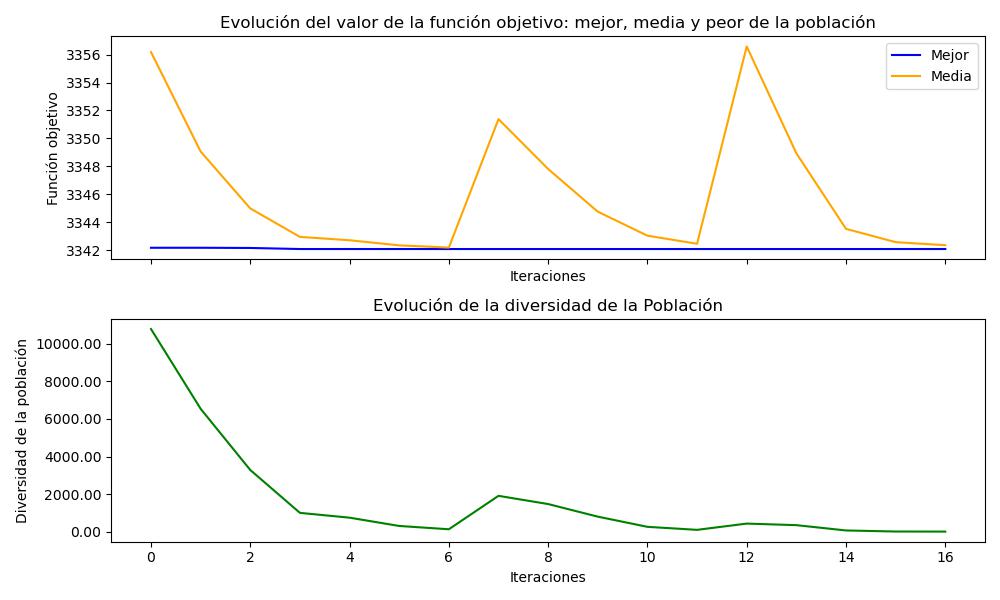 Evolución del valor de la función objetivo: mejor, media y peor de la población
Mejor
Media
Función objetivo
3356
3354
3352
3350
3348
3346
3344
3342
Iteraciones
Evolución de la diversidad de la Población
Diversidad de la población
10000.00
8000.00
6000.00
4000.00
2000.00
0.00
0 2 4 6 8 10 12 14 16
Iteraciones